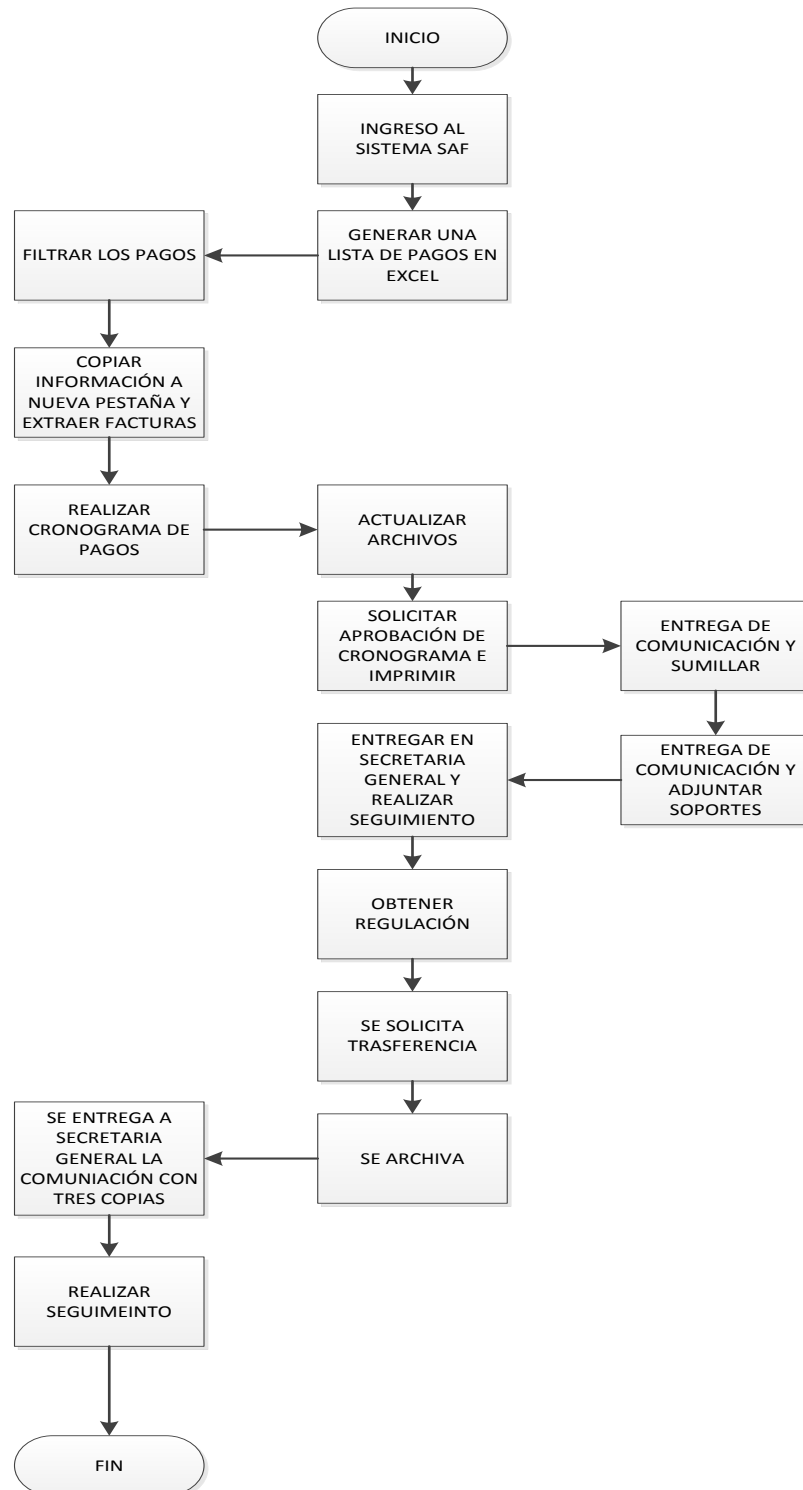 INICIO
INGRESO AL
SISTEMA SAF
GENERAR UNA
LISTA DE PAGOS EN
EXCEL
FILTRAR LOS PAGOS
COPIAR
INFORMACIÓN A
NUEVA PESTAÑA Y
EXTRAER FACTURAS
REALIZAR
CRONOGRAMA DE
PAGOS
ACTUALIZAR
ARCHIVOS
SOLICITAR
APROBACIÓN DE
CRONOGRAMA E
IMPRIMIR
ENTREGA DE
COMUNICACIÓN Y
SUMILLAR
ENTREGA DE
COMUNICACIÓN Y
ADJUNTAR
SOPORTES
ENTREGAR EN
SECRETARIA
GENERAL Y
REALIZAR
SEGUIMIENTO
OBTENER
REGULACIÓN
SE SOLICITA
TRASFERENCIA
SE ARCHIVA
SE ENTREGA A
SECRETARIA
GENERAL LA
COMUNIACIÓN CON
TRES COPIAS
REALIZAR
SEGUIMEINTO
FIN